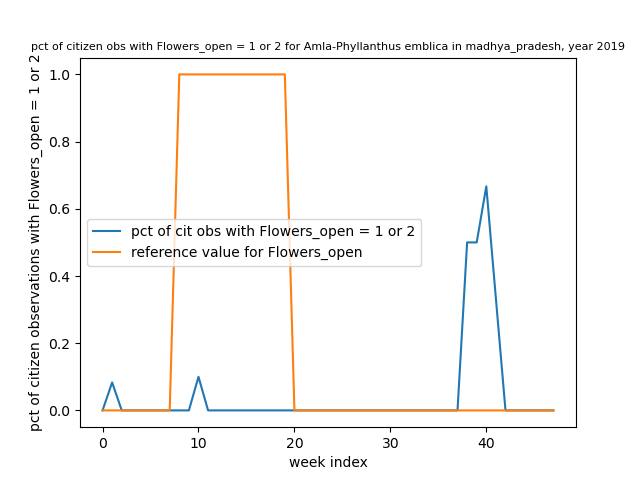 pct of citizen obs with Flowers_open = 1 or 2 for Amla-Phyllanthus emblica in madhya_pradesh, year 2019
pct of citizen observations with Flowers_open = 1 or 2
1.0
0.8
0.6
0.4
0.2
0.0
pct of cit obs with Flowers_open = 1 or 2
reference value for Flowers_open
0 10 20 30 40
week index